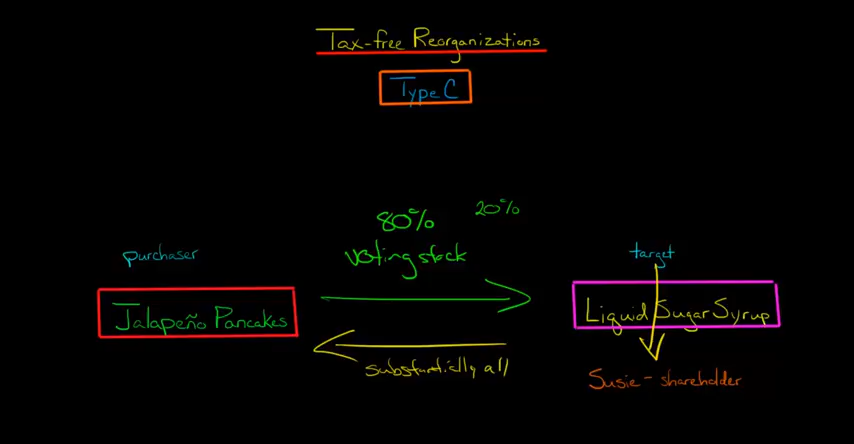 Tax-free Reorganizations
Type C
80% 20%
purchaser voting stock target
Jalapeño Pancakes Liquid Sugar Syrup
substantially all
Susie - shareholder